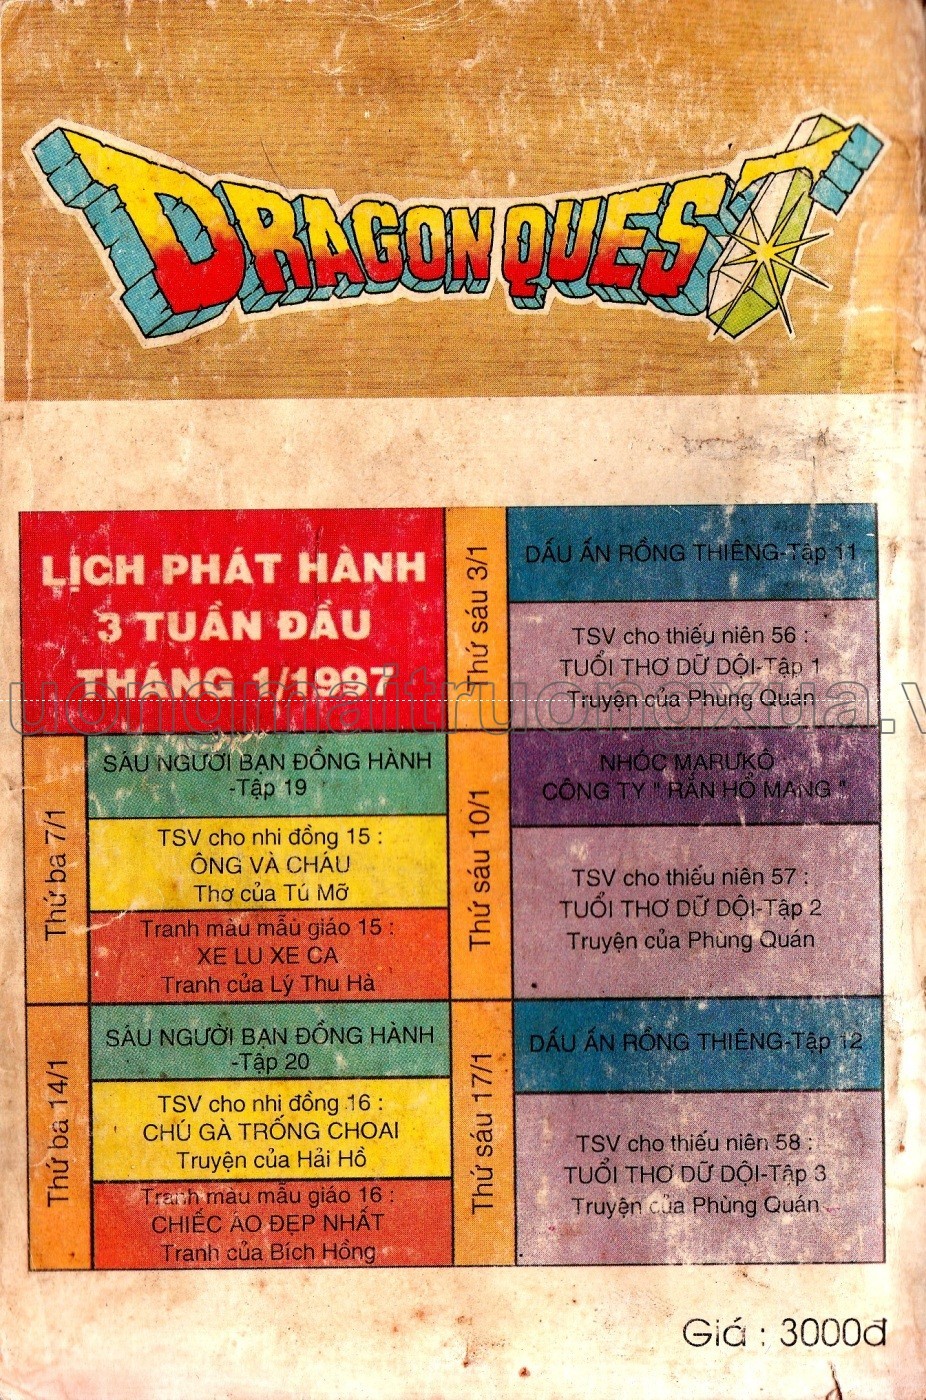 DRAGON QUEST
LỊCH PHÁT HÀNH
3 TUẦN ĐẦU
THÁNG 1/1997
Thứ sáu 3/1
DẤU ẤN RỒNG THIÊNG-Tập 11
TSV cho thiếu niên 56 :
TUỔI THƠ DỮ DỘI-Tập 1
Truyện của Phùng Quán
uongmaitruongxua.v
Thứ ba 7/1
SÁU NGƯỜI BẠN ĐỒNG HÀNH
-Tập 19
TSV cho nhi đồng 15 :
ÔNG VÀ CHÁU
Thơ của Tú Mỡ
Tranh màu mẫu giáo 15 :
XE LU XE CA
Tranh của Lý Thu Hà
Thứ sáu 10/1
NHÓC MARUKÔ
CÔNG TY " RẮN HỔ MANG "
TSV cho thiếu niên 57 :
TUỔI THƠ DỮ DỘI-Tập 2
Truyện của Phùng Quán
Thứ ba 14/1
SÁU NGƯỜI BẠN ĐỒNG HÀNH
-Tập 20
TSV cho nhi đồng 16 :
CHÚ GÀ TRỐNG CHOAI
Truyện của Hải Hồ
Tranh màu mẫu giáo 16 :
CHIẾC ÁO ĐẸP NHẤT
Tranh của Bích Hồng
Thứ sáu 17/1
DẤU ẤN RỒNG THIÊNG-Tập 12
TSV cho thiếu niên 58 :
TUỔI THƠ DỮ DỘI-Tập 3
Truyện của Phùng Quán
Giá : 3000đ